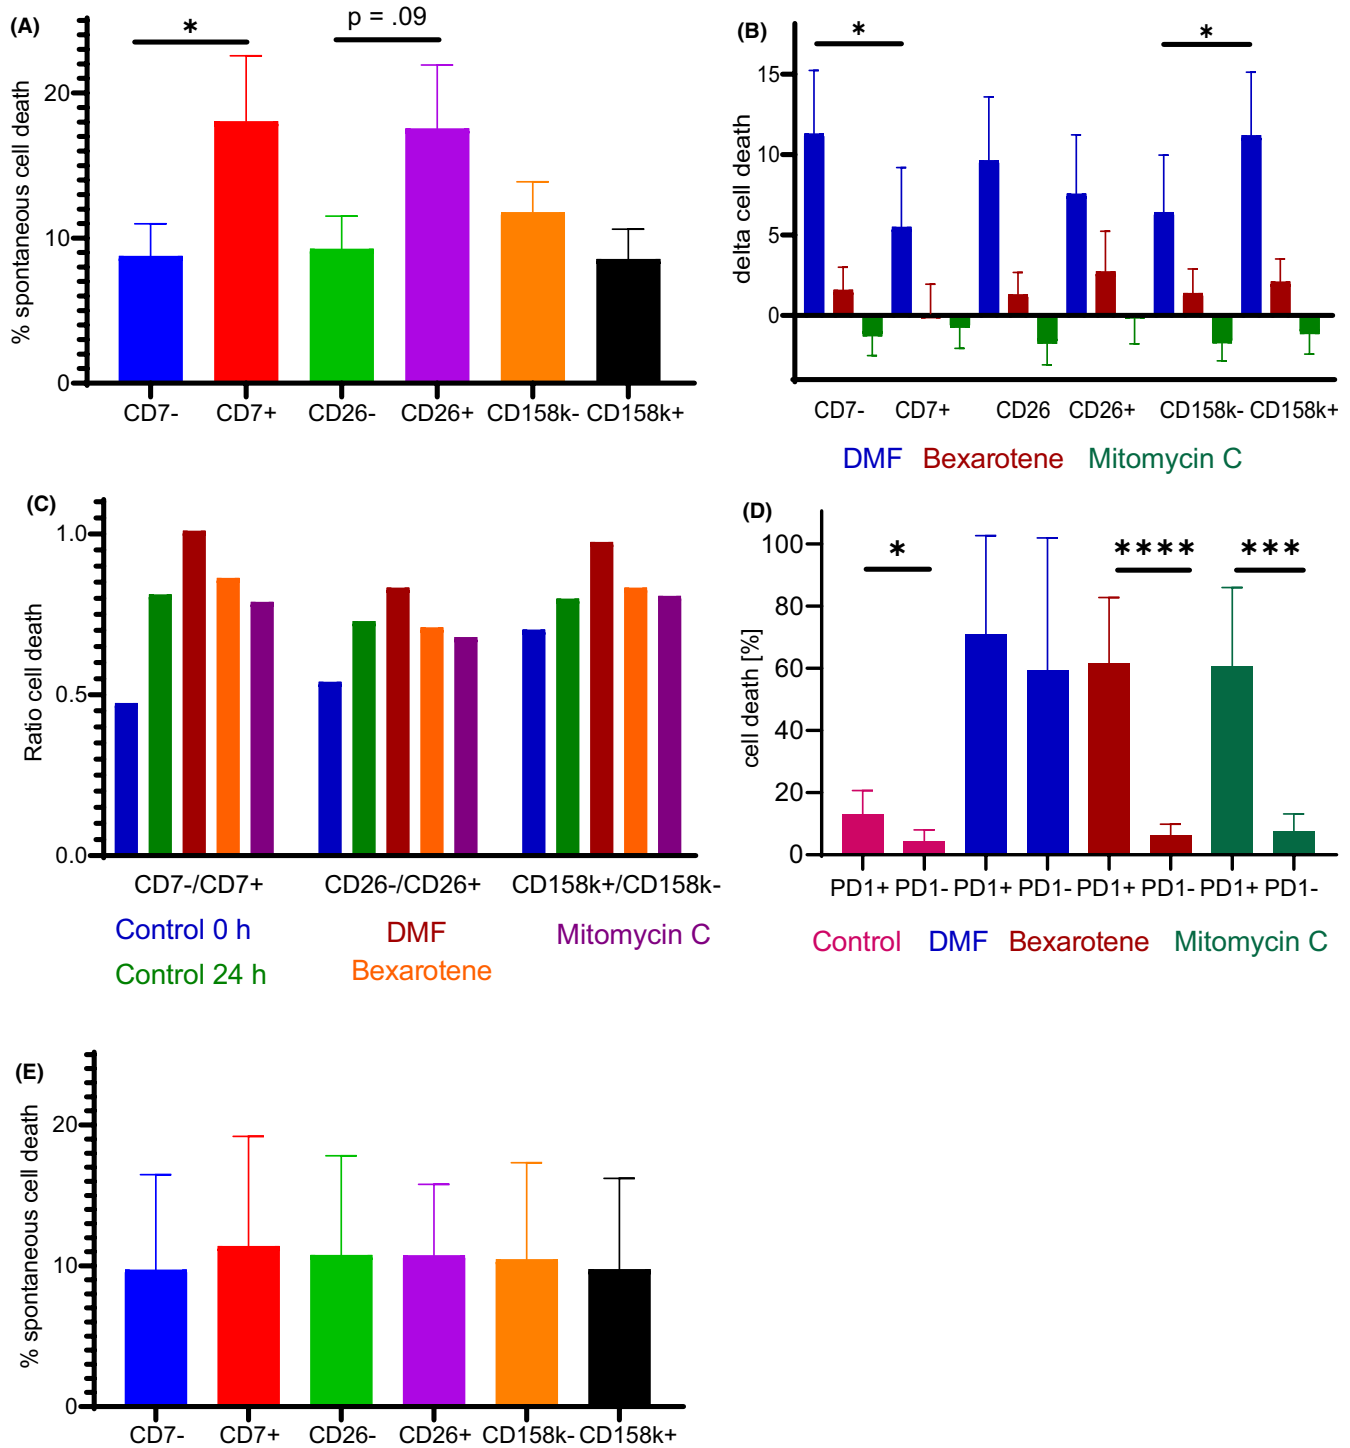 (A)
* p = .09
% spontaneous cell death
20
10
0
CD7- CD7+ CD26- CD26+ CD158k- CD158k+
(B)
* *
delta cell death
15
10
5
0
CD7- CD7+ CD26 CD26+ CD158k- CD158k+
DMF Bexarotene Mitomycin C
(C)
Ratio cell death
1.0
0.5
0.0
CD7-/CD7+ CD26-/CD26+ CD158k+/CD158k-
Control 0 h DMF Mitomycin C
Control 24 h Bexarotene
(D)
* **** ***
cell death [%]
100
80
60
40
20
0
PD1+ PD1- PD1+ PD1- PD1+ PD1- PD1+ PD1-
Control DMF Bexarotene Mitomycin C
(E)
% spontaneous cell death
20
10
0
CD7- CD7+ CD26- CD26+ CD158k- CD158k+